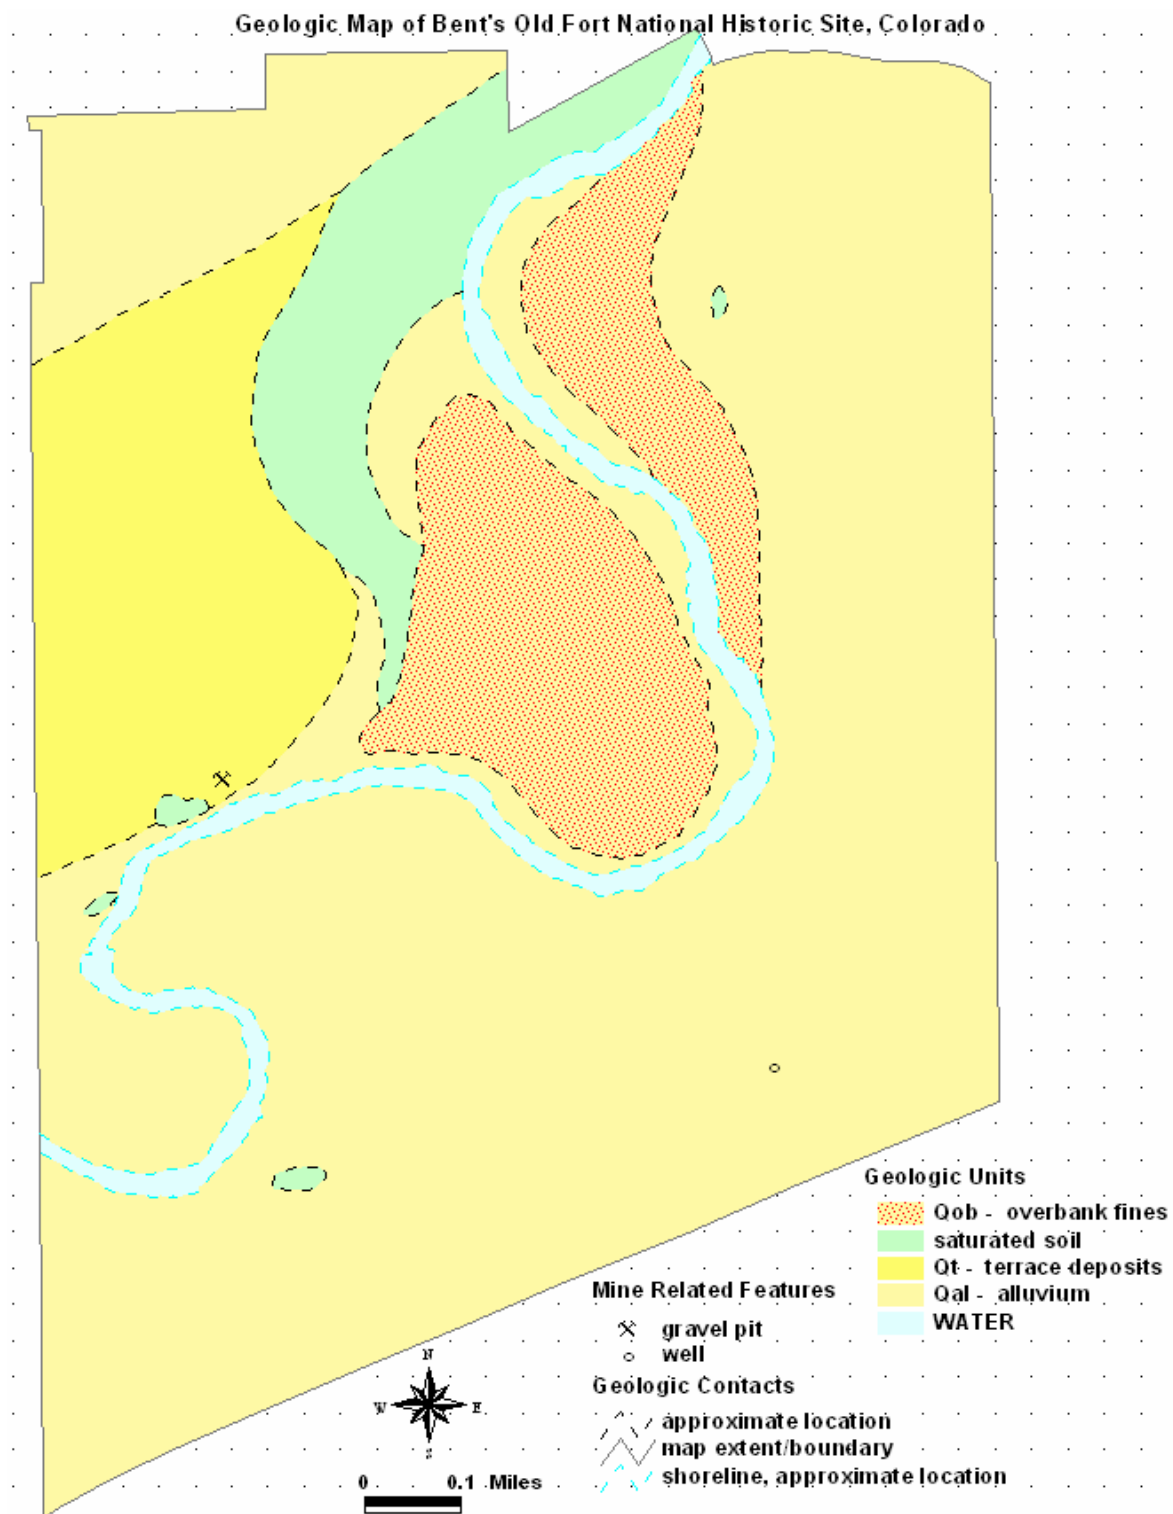 Geologic Map of Bent's Old Fort National Historic Site, Colorado
Geologic Units
Qob - overbank fines
saturated soil
Qt - terrace deposits
Qal - alluvium
WATER
Mine Related Features
gravel pit
well
Geologic Contacts
approximate location
map extent/boundary
shoreline, approximate location
N
W E
S
0 0.1 Miles